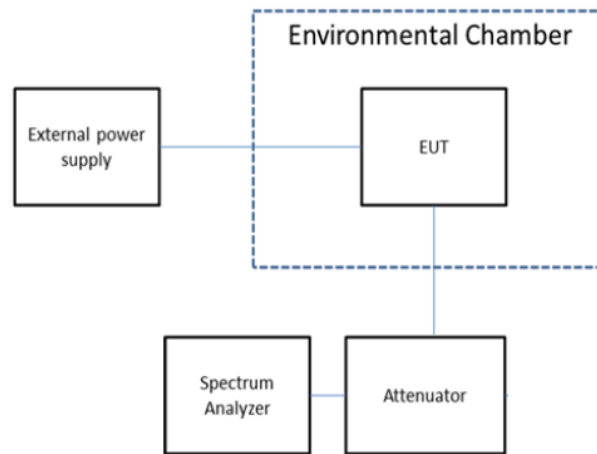 Environmental Chamber
External power
supply
EUT
Spectrum
Analyzer
Attenuator